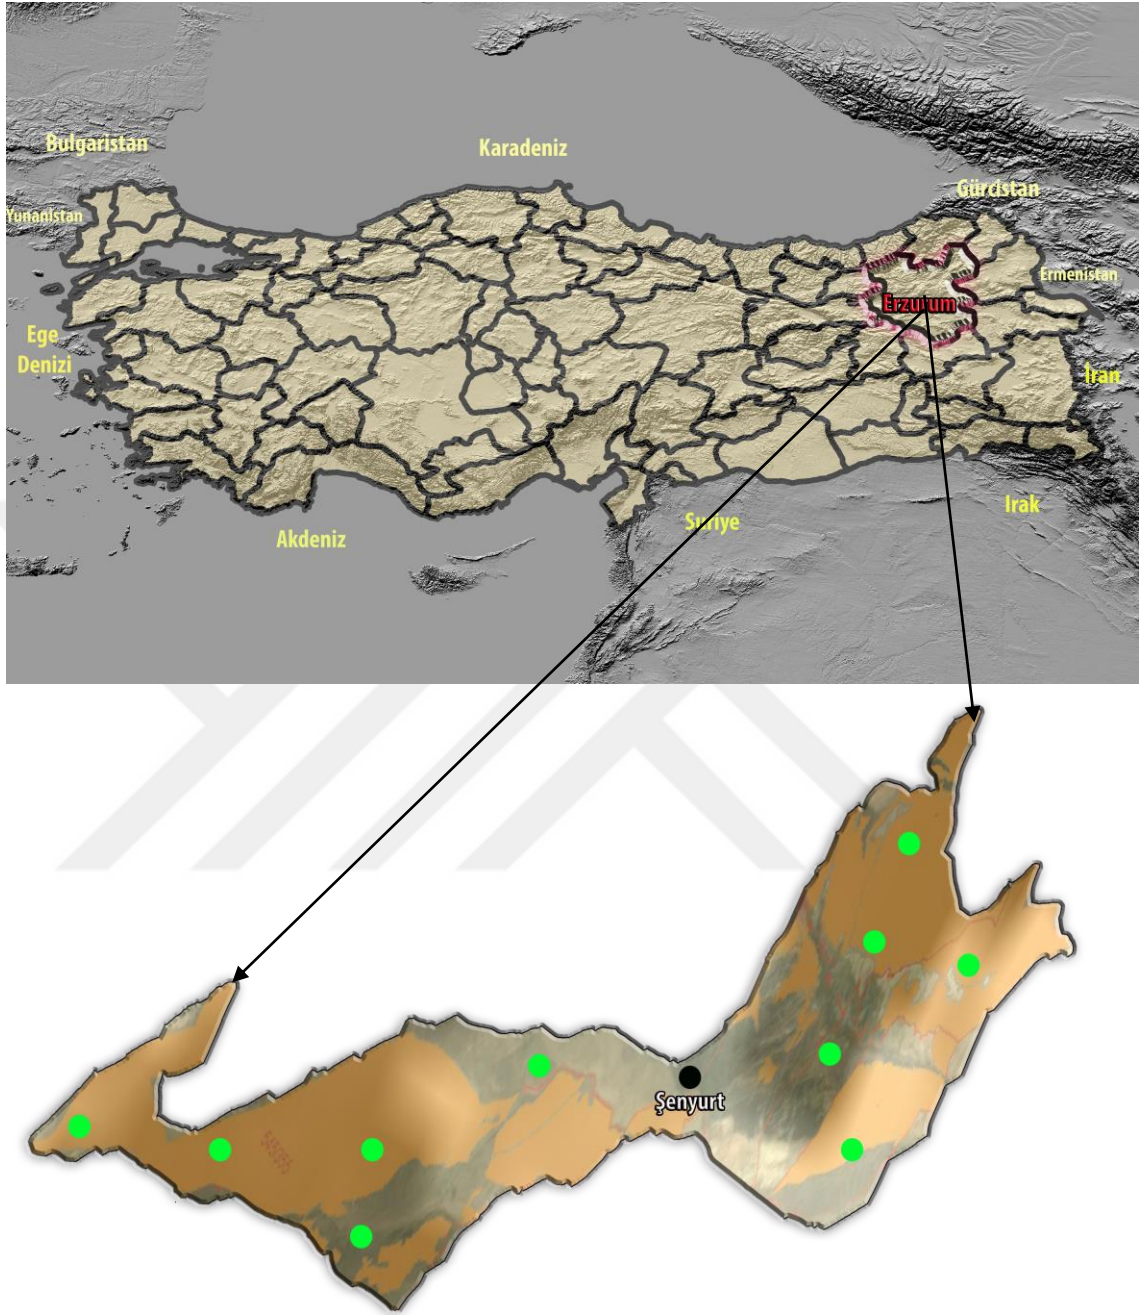 Bulgaristan
Karadeniz
Gürcistan
Yunanistan
Ermenistan
Erzurum
Ege
Denizi
İran
Irak
Suriye
Akdeniz
Şenyurt